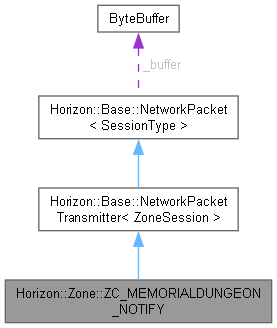 ByteBuffer
_buffer
Horizon::Base::NetworkPacket
< SessionType >
Horizon::Base::NetworkPacket
Transmitter< ZoneSession >
Horizon::Zone::ZC_MEMORIALDUNGEON
_NOTIFY